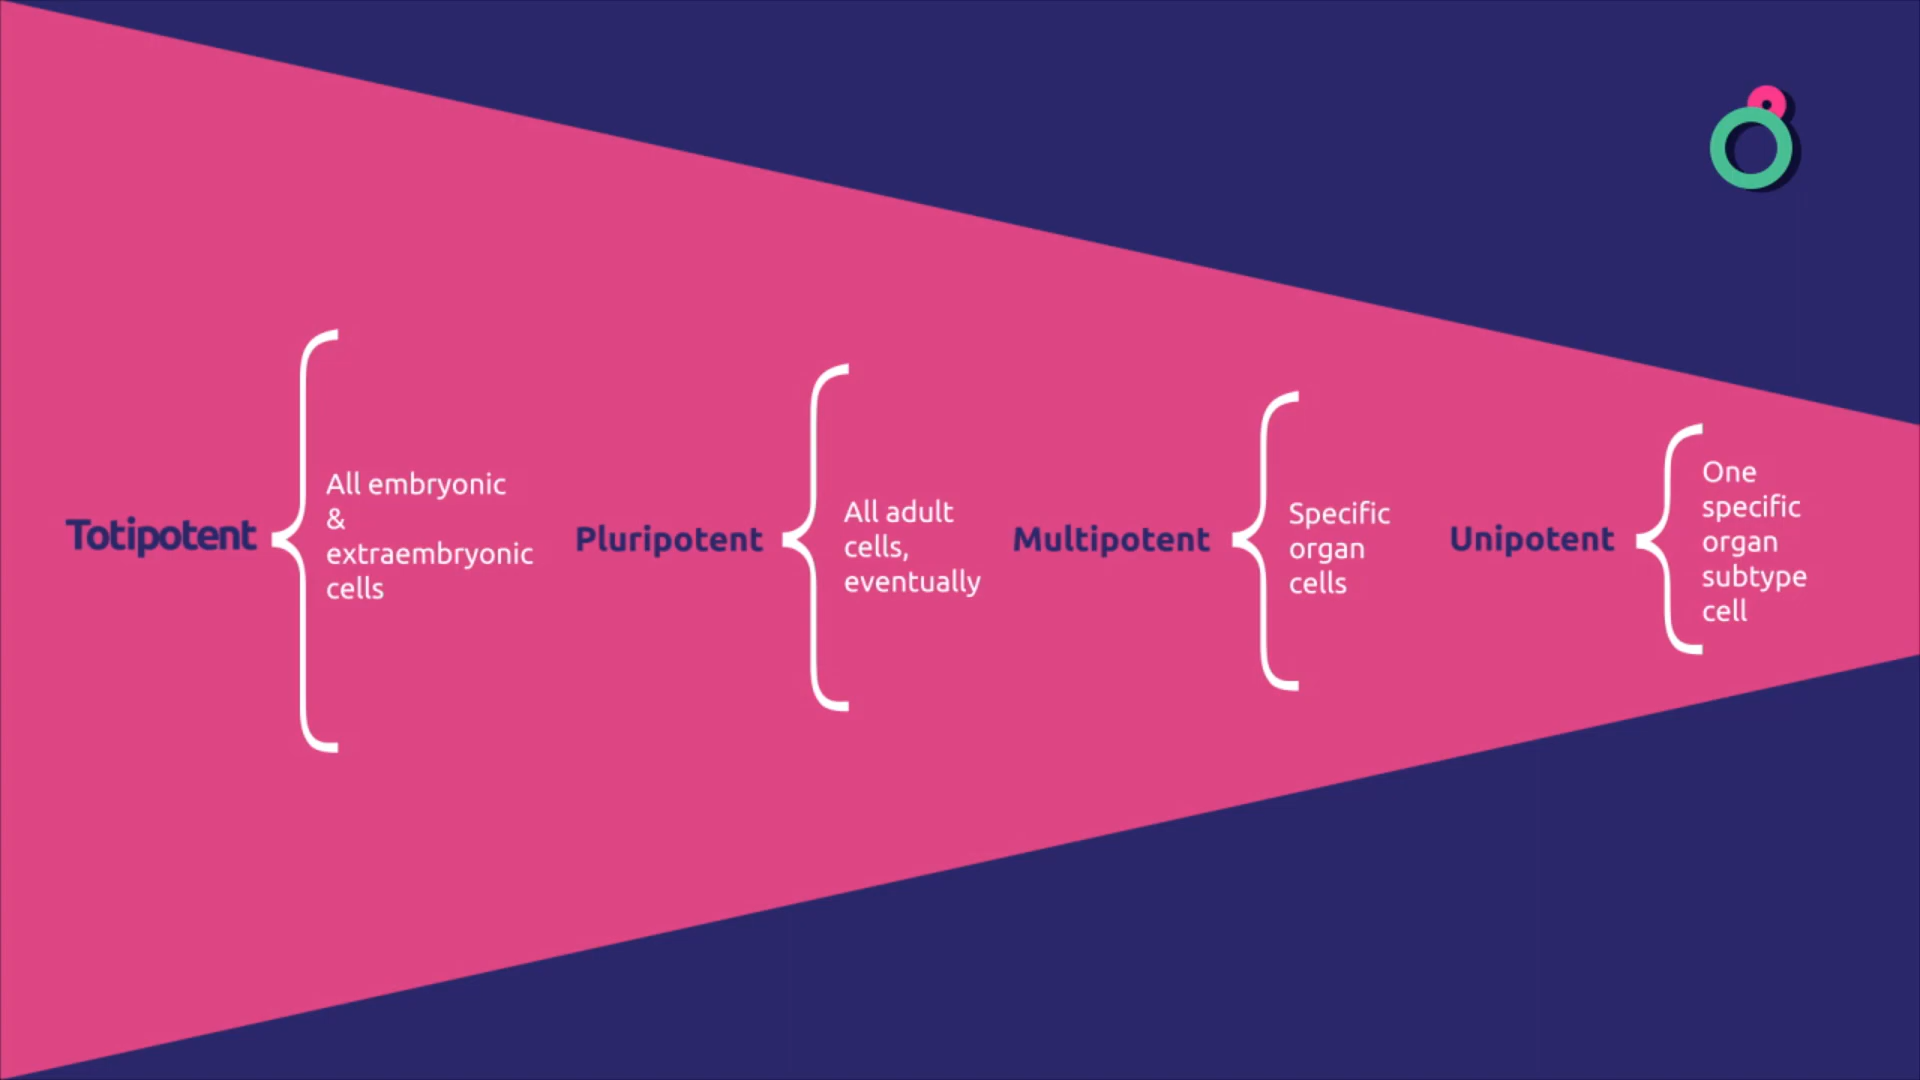 Totipotent
All embryonic
&
extraembryonic
cells
Pluripotent
All adult
cells,
eventually
Multipotent
Specific
organ
cells
Unipotent
One
specific
organ
subtype
cell